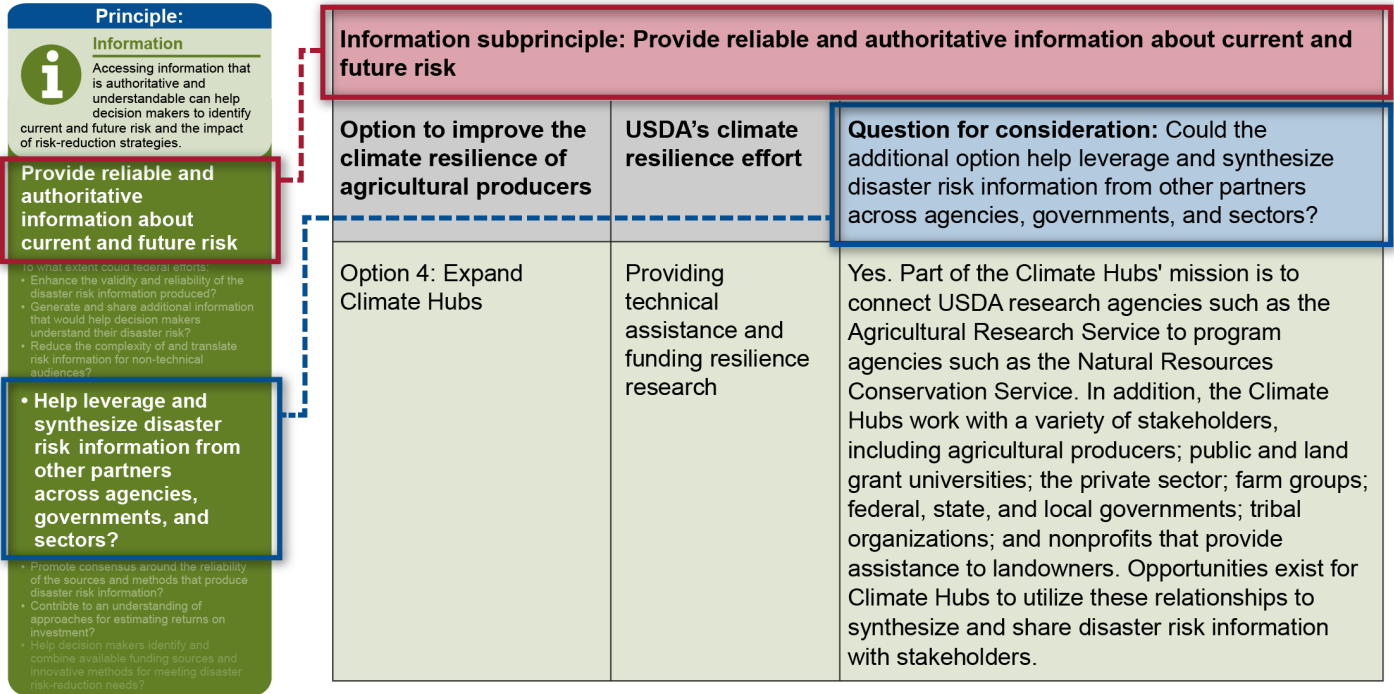 Principle:
Information
Accessing information that
is authoritative and
understandable can help
decision makers to identify
current and future risk and the impact
of risk-reduction strategies.
Provide reliable and
authoritative
information about
current and future risk
To what extent could federal efforts:
• Enhance the validity and reliability of the
disaster risk information produced?
• Generate and share additional information
that would help decision makers
understand their disaster risk?
• Reduce the complexity of and translate
risk information for non-technical
audiences?
• Help leverage and
synthesize disaster
risk information from
other partners
across agencies,
governments, and
sectors?
• Promote consensus around the reliability
of the sources and methods that produce
disaster risk information?
• Contribte to an understanding of
approaches for estimating returns on
investment?
• Help decision makers identify and
combine available funding sources and
innovative methods for meeting disaster
risk-reduction needs?
Information subprinciple: Provide reliable and authoritative information about current and
future risk
Option to improve the
climate resilience of
agricultural producers
USDA's climate
resilience effort
Question for consideration: Could the
additional option help leverage and synthesize
disaster risk information from other partners
across agencies, governments, and sectors?
Option 4: Expand
Climate Hubs
Providing
technical
assistance and
funding resilience
research
Yes. Part of the Climate Hubs' mission is to
connect USDA research agencies such as the
Agricultural Research Service to program
agencies such as the Natural Resources
Conservation Service. In addition, the Climate
Hubs work with a variety of stakeholders,
including agricultural producers; public and land
grant universities; the private sector; farm groups;
federal, state, and local governments; tribal
organizations; and nonprofits that provide
assistance to landowners. Opportunities exist for
Climate Hubs to utilize these relationships to
synthesize and share disaster risk information
with stakeholders.